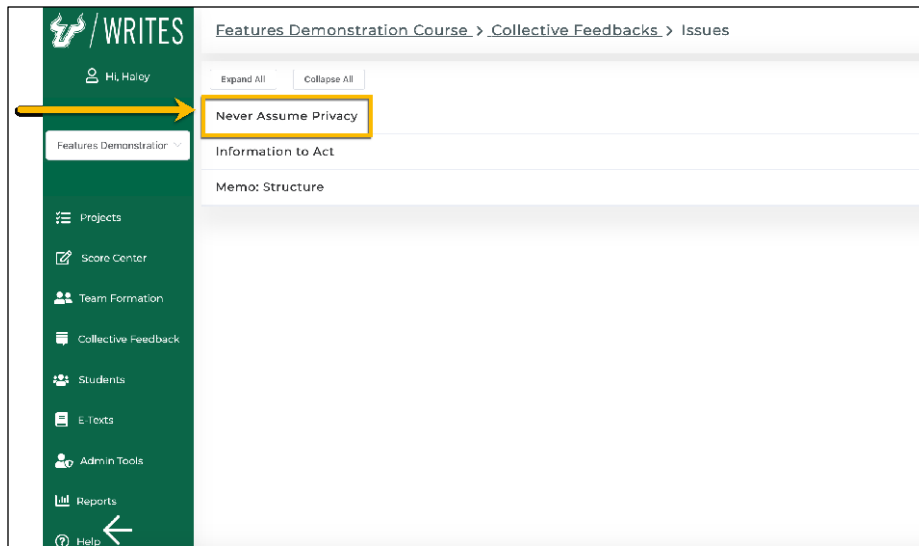 /WRITES
Hi, Haley
Features Demonstration
Projects
Score Center
Team Formation
Collective Feedback
Students
E-Texts
Admin Tools
Reports
Help
Features Demonstration Course > Collective Feedbacks > Issues
Expand All Collapse All
Never Assume Privacy
Information to Act
Memo: Structure